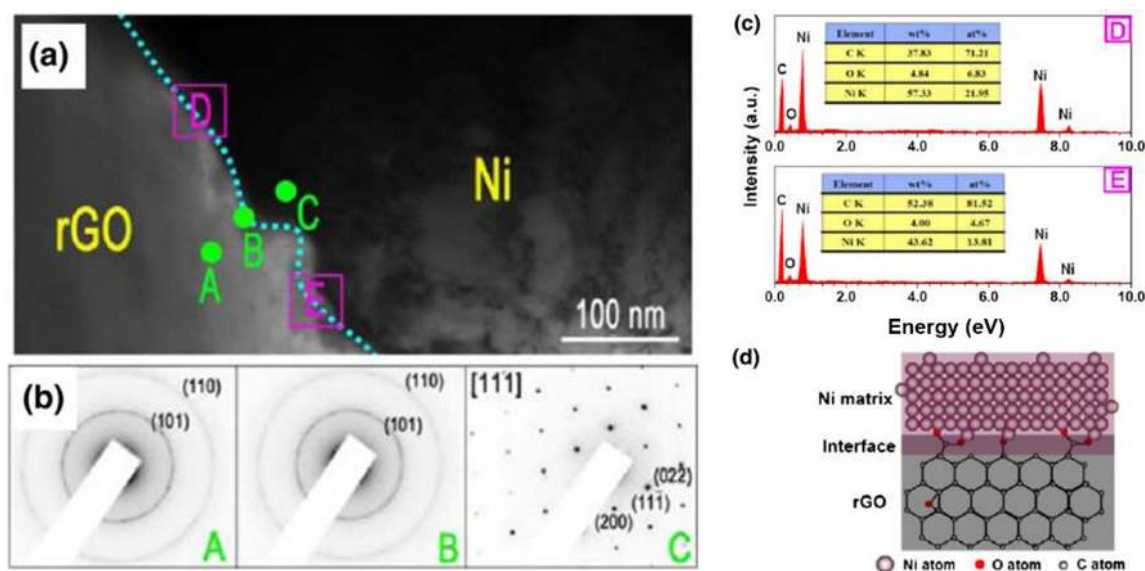 (a)
D
Ni
C
rGO
B
A
E
100 nm
(b)
(110)
(101)
A
(110)
(101)
B
[111̄]
(022̄)
(111̄)
(200)
C
(c)
D
Intensity (a.u.)
Element wt% at%
C K 37.83 71.21
O K 4.84 6.83
Ni K 57.33 21.95
C
Ni
O
Ni
Ni
0.0 2.0 4.0 6.0 8.0 10.0
E
Element wt% at%
C K 52.38 81.52
O K 4.00 4.67
Ni K 43.62 13.81
C
Ni
O
Ni
Ni
0.0 2.0 4.0 6.0 8.0 10.0
Energy (eV)
(d)
Ni matrix
Interface
rGO
Ni atom O atom C atom